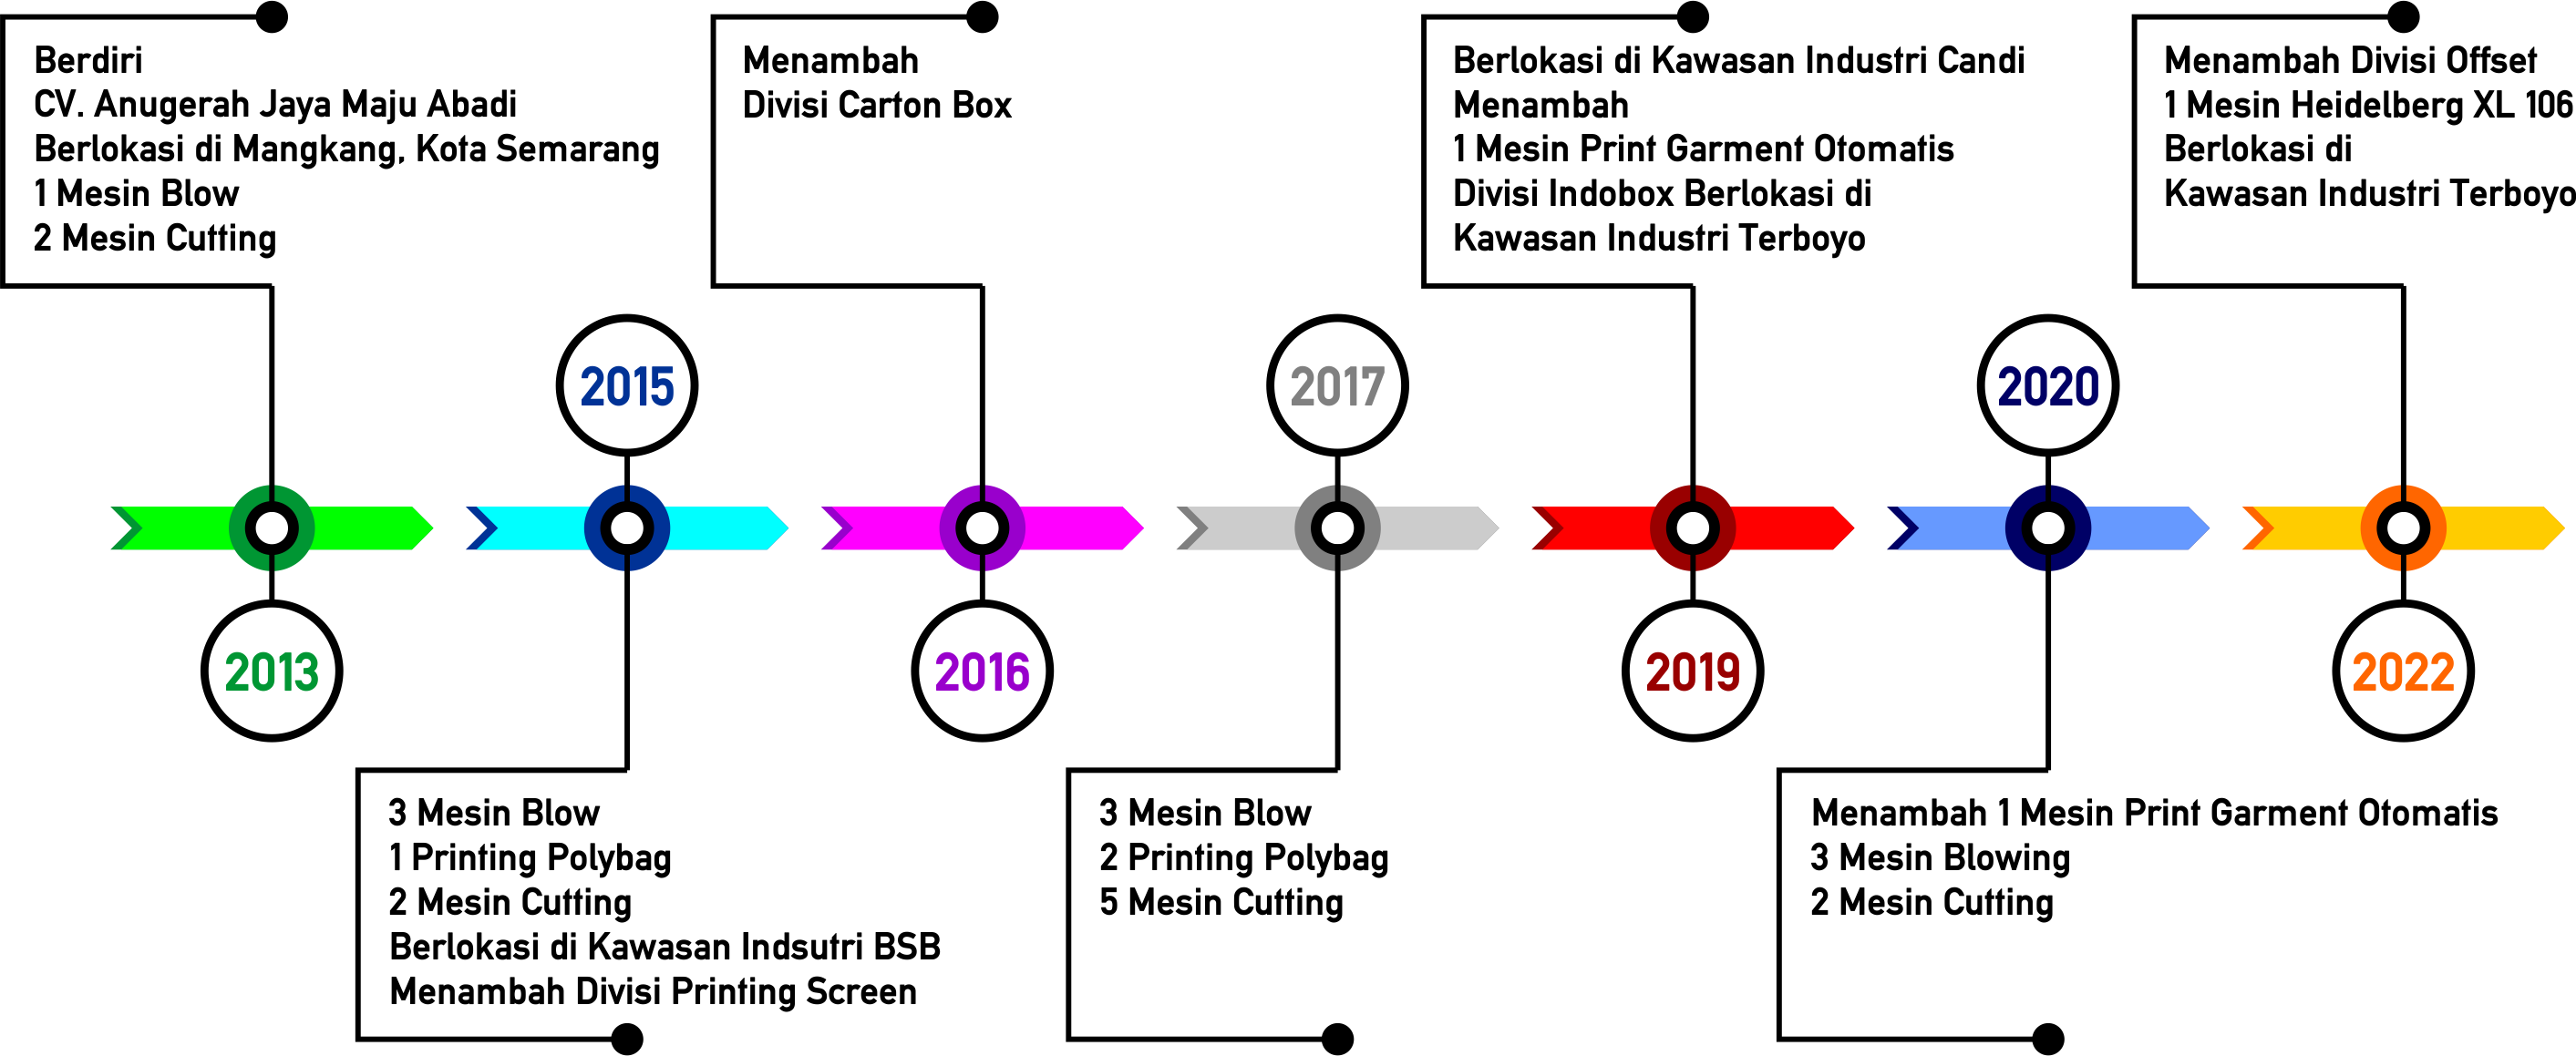 Berdiri
CV. Anugerah Jaya Maju Abadi
Berlokasi di Mangkang, Kota Semarang
1 Mesin Blow
2 Mesin Cutting
2013
2015
3 Mesin Blow
1 Printing Polybag
2 Mesin Cutting
Berlokasi di Kawasan Indsutri BSB
Menambah Divisi Printing Screen
Menambah
Divisi Carton Box
2016
2017
3 Mesin Blow
2 Printing Polybag
5 Mesin Cutting
Berlokasi di Kawasan Industri Candi
Menambah
1 Mesin Print Garment Otomatis
Divisi Indobox Berlokasi di
Kawasan Industri Terboyo
2019
2020
Menambah 1 Mesin Print Garment Otomatis
3 Mesin Blowing
2 Mesin Cutting
Menambah Divisi Offset
1 Mesin Heidelberg XL 106
Berlokasi di
Kawasan Industri Terboyo
2022